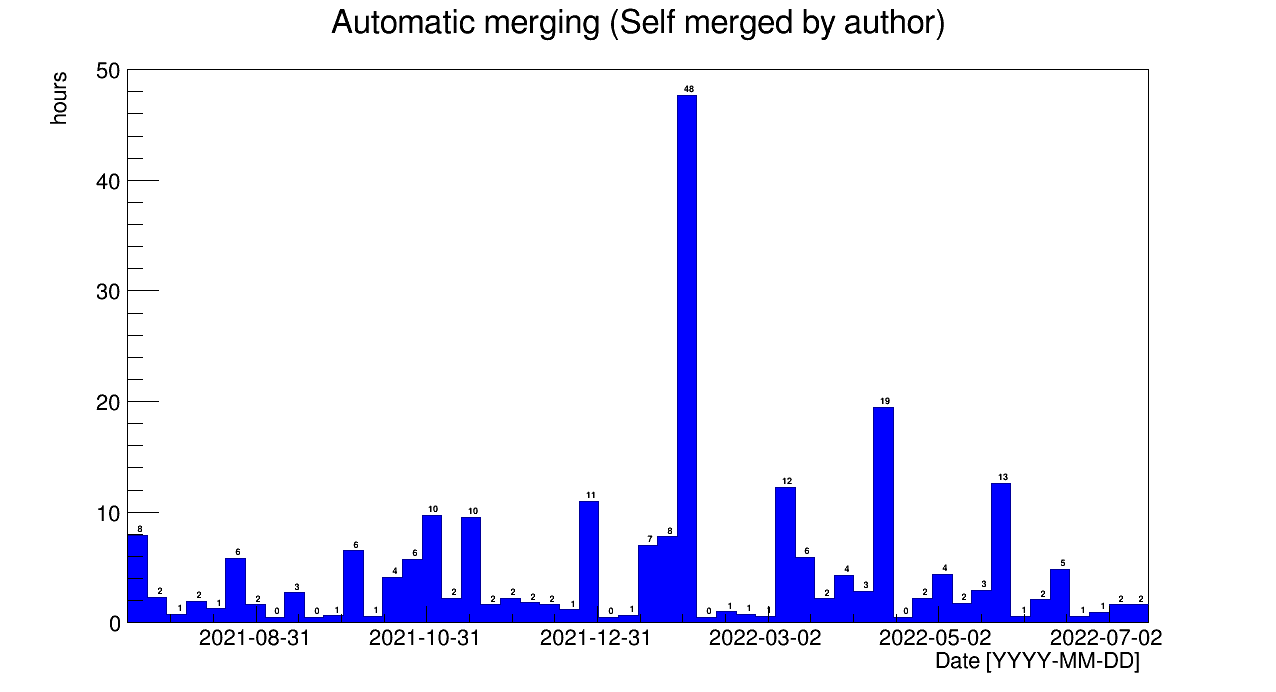 Automatic merging (Self merged by author)
hours
50
40
30
20
10
0
8 2 1 2 1 6 2 0 3 0 1 6 1 4 6 10 2 10 2 2 2 2 1 11 0 1 7 8 48 0 1 1 1 12 6 2 4 3 19 0 2 4 2 3 13 1 2 5 1 1 2 2
2021-08-31 2021-10-31 2021-12-31 2022-03-02 2022-05-02 2022-07-02
Date [YYYY-MM-DD]